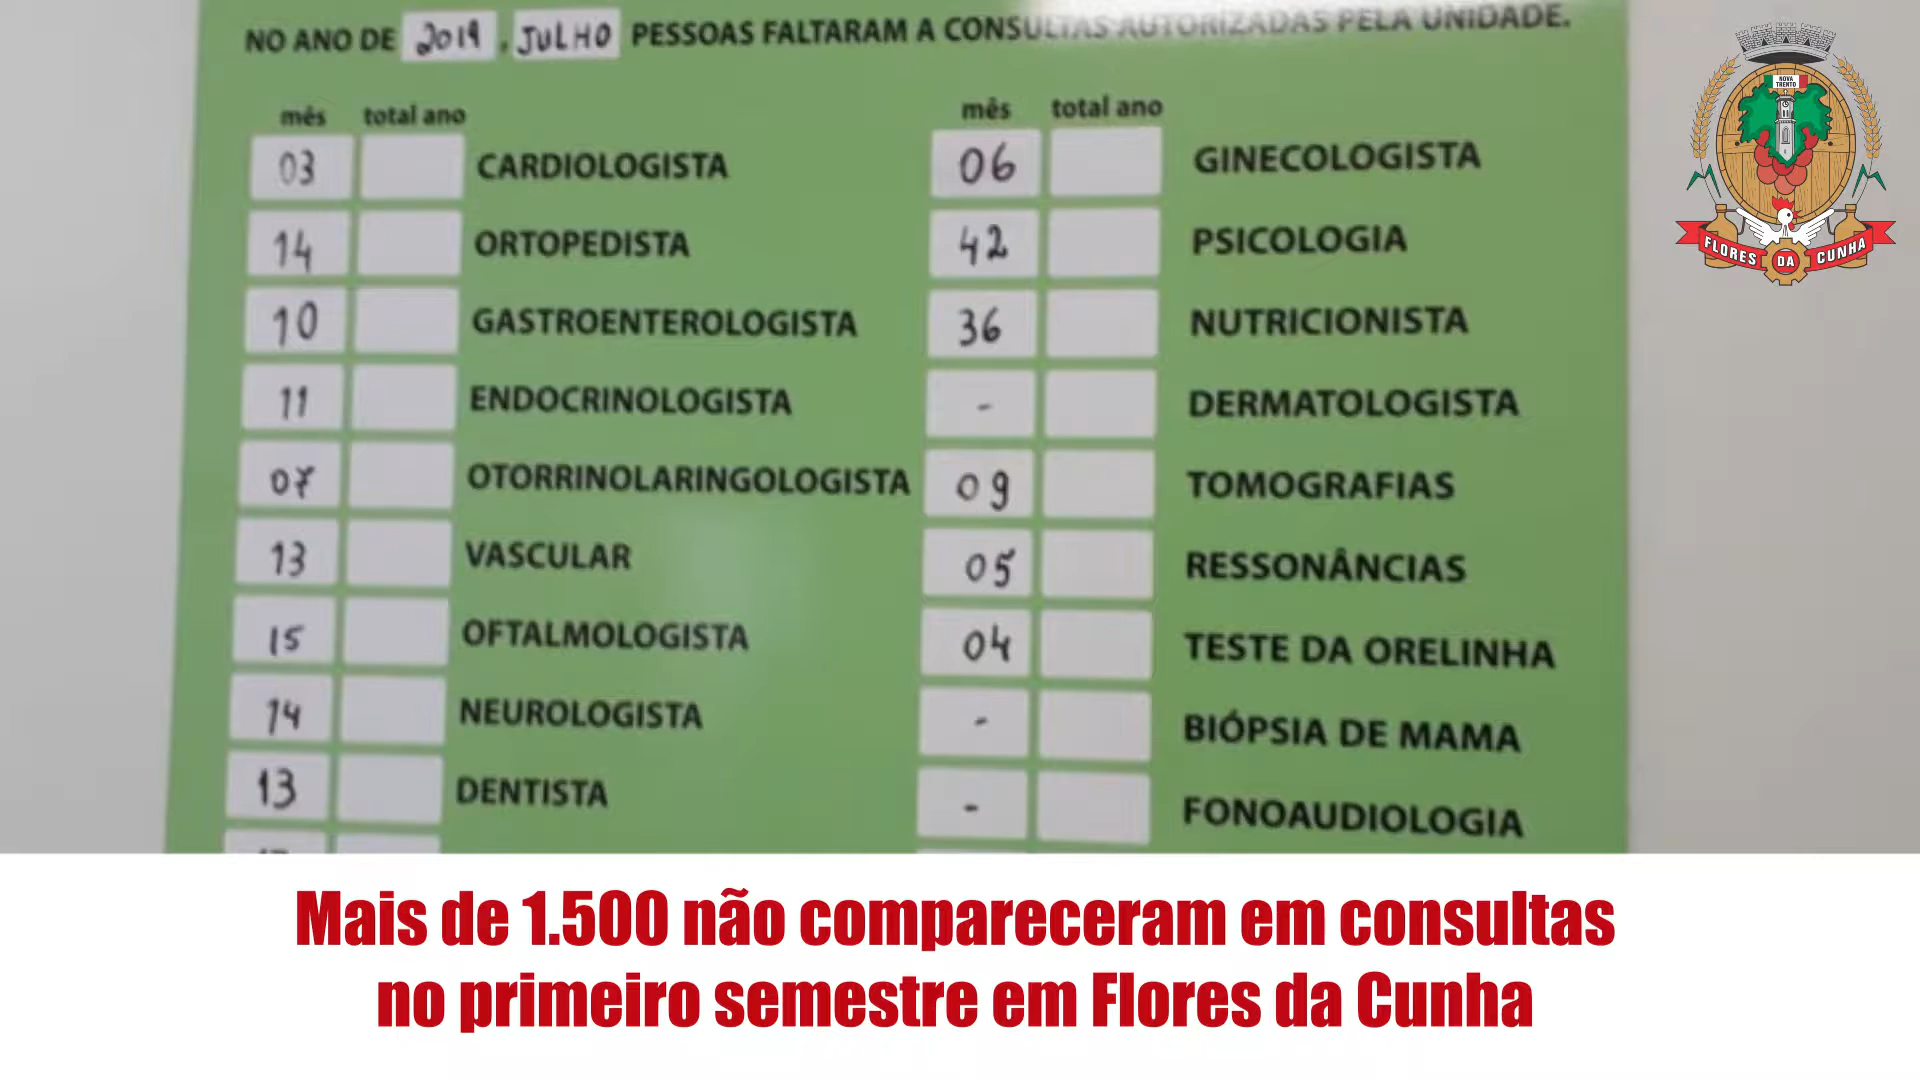 NO ANO DE 2019, JULHO PESSOAS FALTARAM A CONSULTAS AUTORIZADAS PELA UNIDADE.
mês total ano
03 CARDIOLOGISTA
14 ORTOPEDISTA
10 GASTROENTEROLOGISTA
11 ENDOCRINOLOGISTA
07 OTORRINOLARINGOLOGISTA
13 VASCULAR
15 OFTALMOLOGISTA
14 NEUROLOGISTA
13 DENTISTA
mês total ano
06 GINECOLOGISTA
42 PSICOLOGIA
36 NUTRICIONISTA
- DERMATOLOGISTA
09 TOMOGRAFIAS
05 RESSONÂNCIAS
04 TESTE DA ORELINHA
- BIÓPSIA DE MAMA
- FONOAUDIOLOGIA
NOVA
TRENTO
FLORES DA CUNHA
Mais de 1.500 não compareceram em consultas
no primeiro semestre em Flores da Cunha